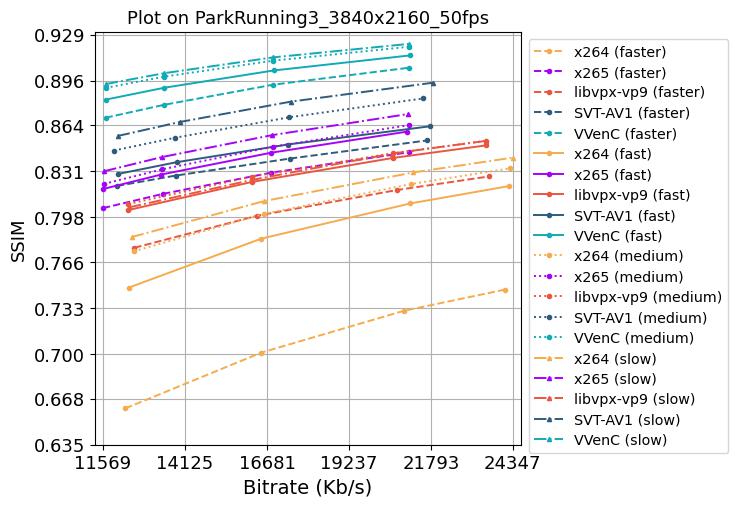 Plot on ParkRunning3_3840x2160_50fps
0.929
0.896
0.864
0.831
0.798
0.766
0.733
0.700
0.668
0.635
SSIM
11569 14125 16681 19237 21793 24347
Bitrate (Kb/s)
x264 (faster)
x265 (faster)
libvpx-vp9 (faster)
SVT-AV1 (faster)
VVenC (faster)
x264 (fast)
x265 (fast)
libvpx-vp9 (fast)
SVT-AV1 (fast)
VVenC (fast)
x264 (medium)
x265 (medium)
libvpx-vp9 (medium)
SVT-AV1 (medium)
VVenC (medium)
x264 (slow)
x265 (slow)
libvpx-vp9 (slow)
SVT-AV1 (slow)
VVenC (slow)